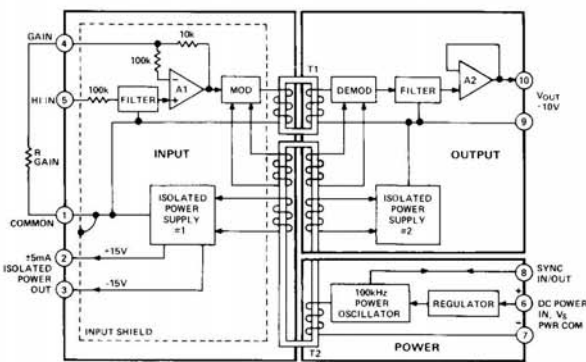 GAIN
4
10k
100k
A1
HI IN
5
100k
FILTER
MOD
R
GAIN
INPUT
COMMON
1
±5mA
ISOLATED
POWER
OUT
2
+15V
3
-15V
ISOLATED
POWER
SUPPLY
#1
INPUT SHIELD
T1
DEMOD
FILTER
A2
10
VOUT
9
OUTPUT
ISOLATED
POWER
SUPPLY
#2
T2
8
SYNC
IN/OUT
100kHz
POWER
OSCILLATOR
REGULATOR
+
6
DC POWER
IN, VS
PWR COM
−
7
POWER